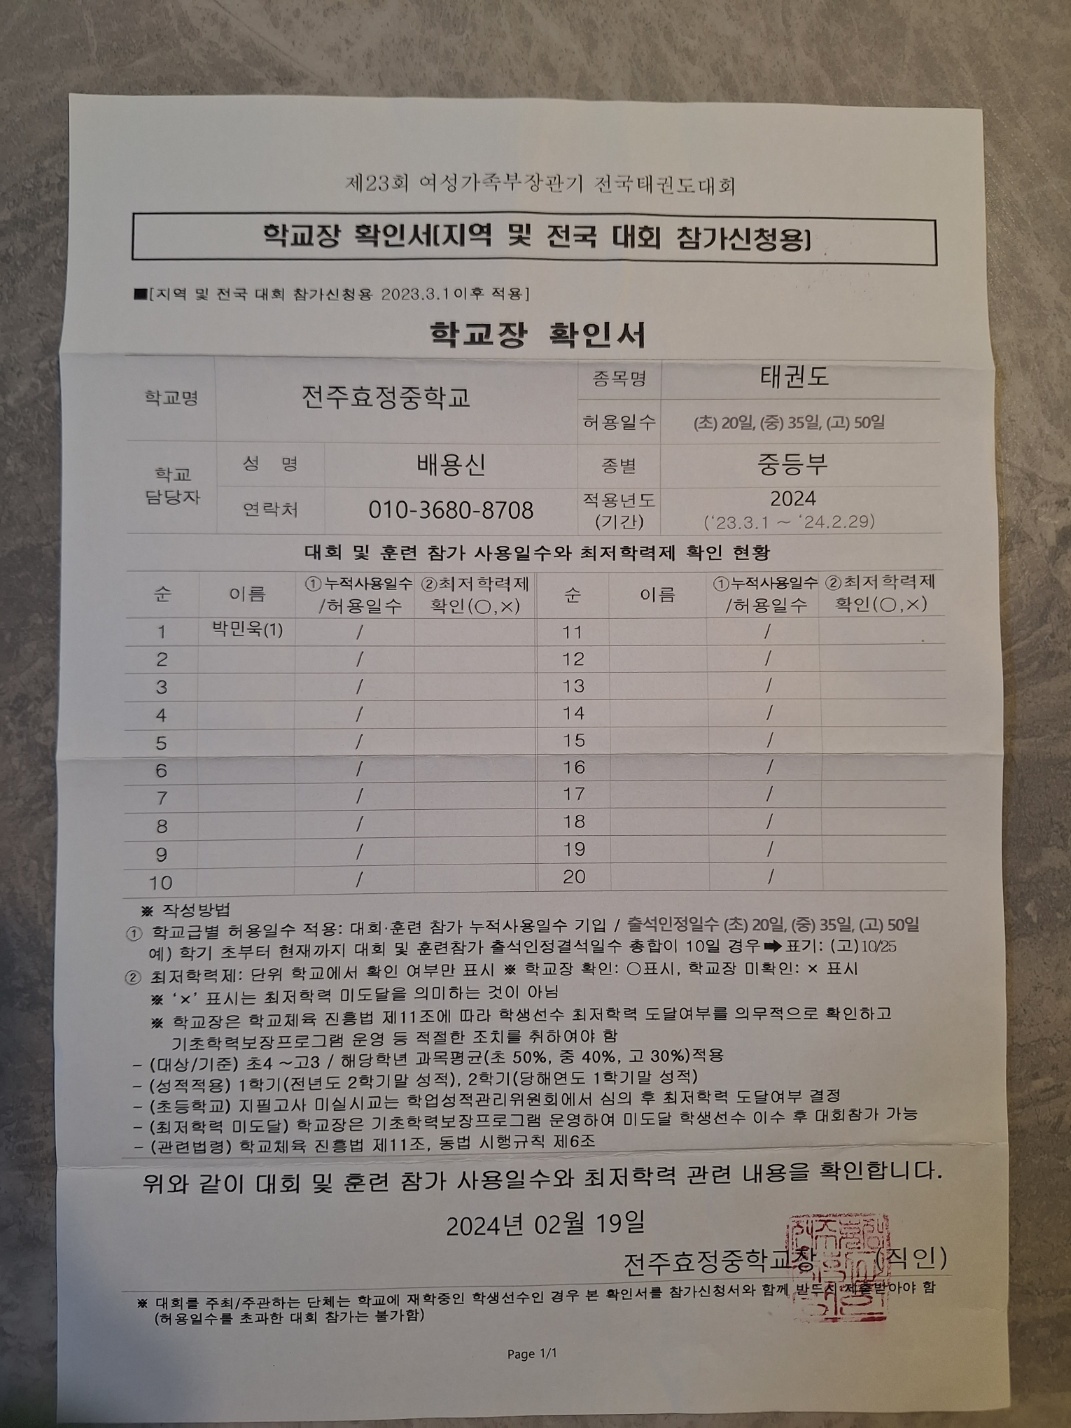 제23회 여성가족부장관기 전국태권도대회
학교장 확인서(지역 및 전국 대회 참가신청용)
■[지역 및 전국 대회 참가신청용 2023.3.1이후 적용]
학교장 확인서
학교명 전주효정중학교 종목명 태권도
허용일수 (초) 20일, (중) 35일, (고) 50일
학교 담당자 성 명 배용신 종별 중등부
연락처 010-3680-8708 적용년도 (기간) 2024 ('23.3.1 ~ '24.2.29)
대회 및 훈련 참가 사용일수와 최저학력제 확인 현황
순 이름 ①누적사용일수/허용일수 ②최저학력제 확인(○,×) 순 이름 ①누적사용일수/허용일수 ②최저학력제 확인(○,×)
1 박민욱(1) / 11 /
2 / 12 /
3 / 13 /
4 / 14 /
5 / 15 /
6 / 16 /
7 / 17 /
8 / 18 /
9 / 19 /
10 / 20 /
※ 작성방법
① 학교급별 허용일수 적용: 대회·훈련 참가 누적사용일수 기입 / 출석인정일수 (초) 20일, (중) 35일, (고) 50일
예) 학기 초부터 현재까지 대회 및 훈련참가 출석인정결석일수 총합이 10일 경우➡표기: (고)10/25
② 최저학력제: 단위 학교에서 확인 여부만 표시 ※ 학교장 확인: ○표시, 학교장 미확인: × 표시
※ '×' 표시는 최저학력 미도달을 의미하는 것이 아님
※ 학교장은 학교체육 진흥법 제11조에 따라 학생선수 최저학력 도달여부를 의무적으로 확인하고
기초학력보장프로그램 운영 등 적절한 조치를 취하여야 함
– (대상/기준) 초4 ~고3 / 해당학년 과목평균(초 50%, 중 40%, 고 30%)적용
– (성적적용) 1학기(전년도 2학기말 성적), 2학기(당해연도 1학기말 성적)
– (초등학교) 지필고사 미실시교는 학업성적관리위원회에서 심의 후 최저학력 도달여부 결정
– (최저학력 미도달) 학교장은 기초학력보장프로그램 운영하여 미도달 학생선수 이수 후 대회참가 가능
– (관련법령) 학교체육 진흥법 제11조, 동법 시행규칙 제6조
위와 같이 대회 및 훈련 참가 사용일수와 최저학력 관련 내용을 확인합니다.
2024년 02월 19일
전주효정중학교장 (직인)
※ 대회를 주최/주관하는 단체는 학교에 재학중인 학생선수인 경우 본 확인서를 참가신청서와 함께 반드시 제출받아야 함
(허용일수를 초과한 대회 참가는 불가함)
Page 1/1